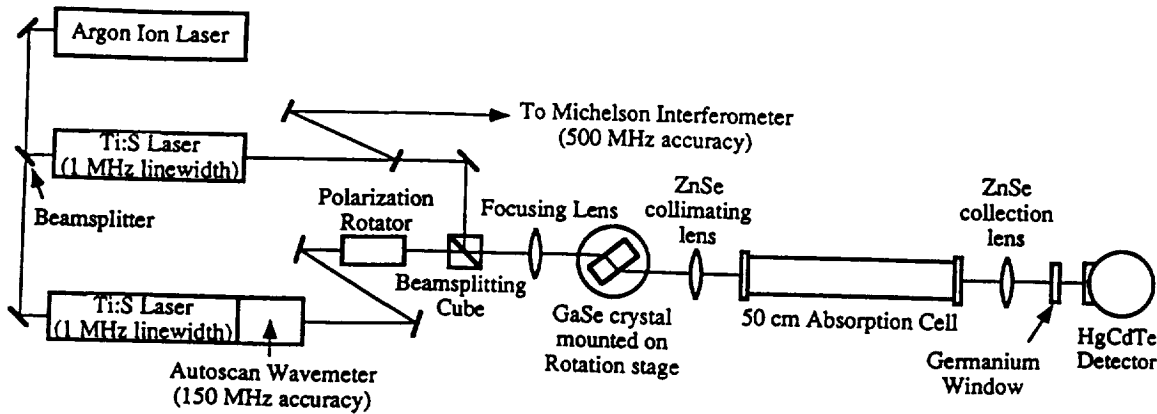 Argon Ion Laser
To Michelson Interferometer
(500 MHz accuracy)
Ti:S Laser
(1 MHz linewidth)
Beamsplitter
Polarization
Rotator
Focusing Lens
ZnSe
collimating
lens
ZnSe
collection
lens
Beamsplitting
Cube
Ti:S Laser
(1 MHz linewidth)
GaSe crystal
mounted on
Rotation stage
50 cm Absorption Cell
Germanium
Window
HgCdTe
Detector
Autoscan Wavemeter
(150 MHz accuracy)